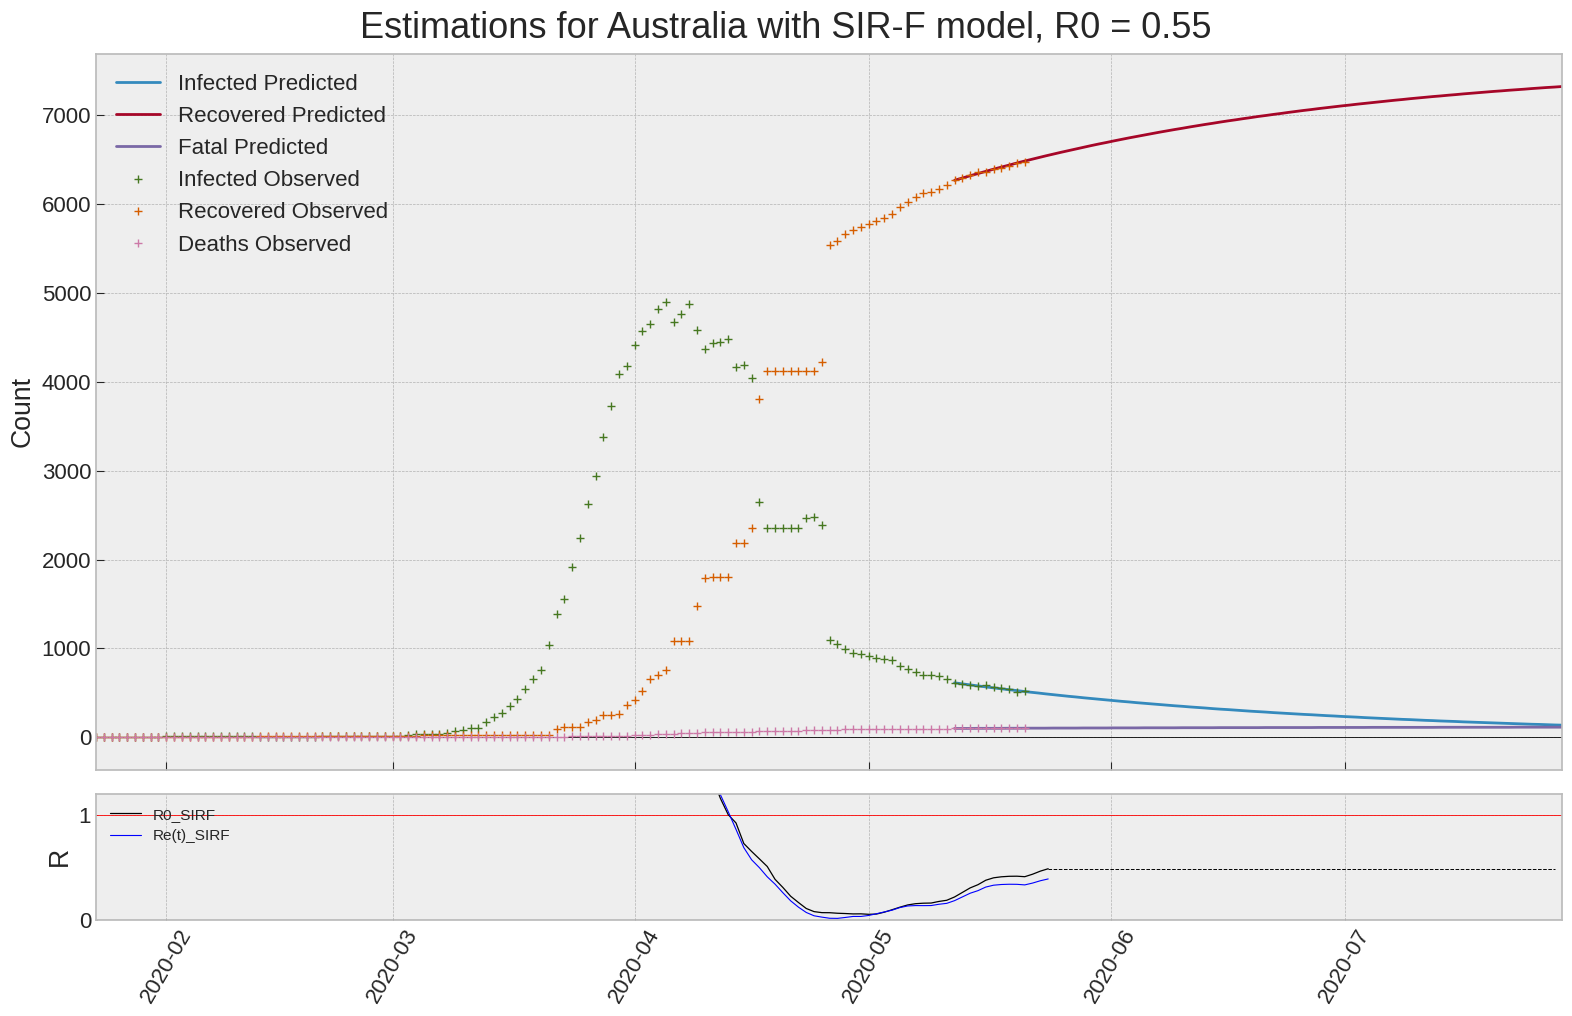 Estimations for Australia with SIR-F model, R0 = 0.55
Infected Predicted
Recovered Predicted
Fatal Predicted
Infected Observed
Recovered Observed
Deaths Observed
7000
6000
5000
4000
3000
2000
1000
0
Count
R0_SIRF
Re(t)_SIRF
1
0
R
2020-02
2020-03
2020-04
2020-05
2020-06
2020-07